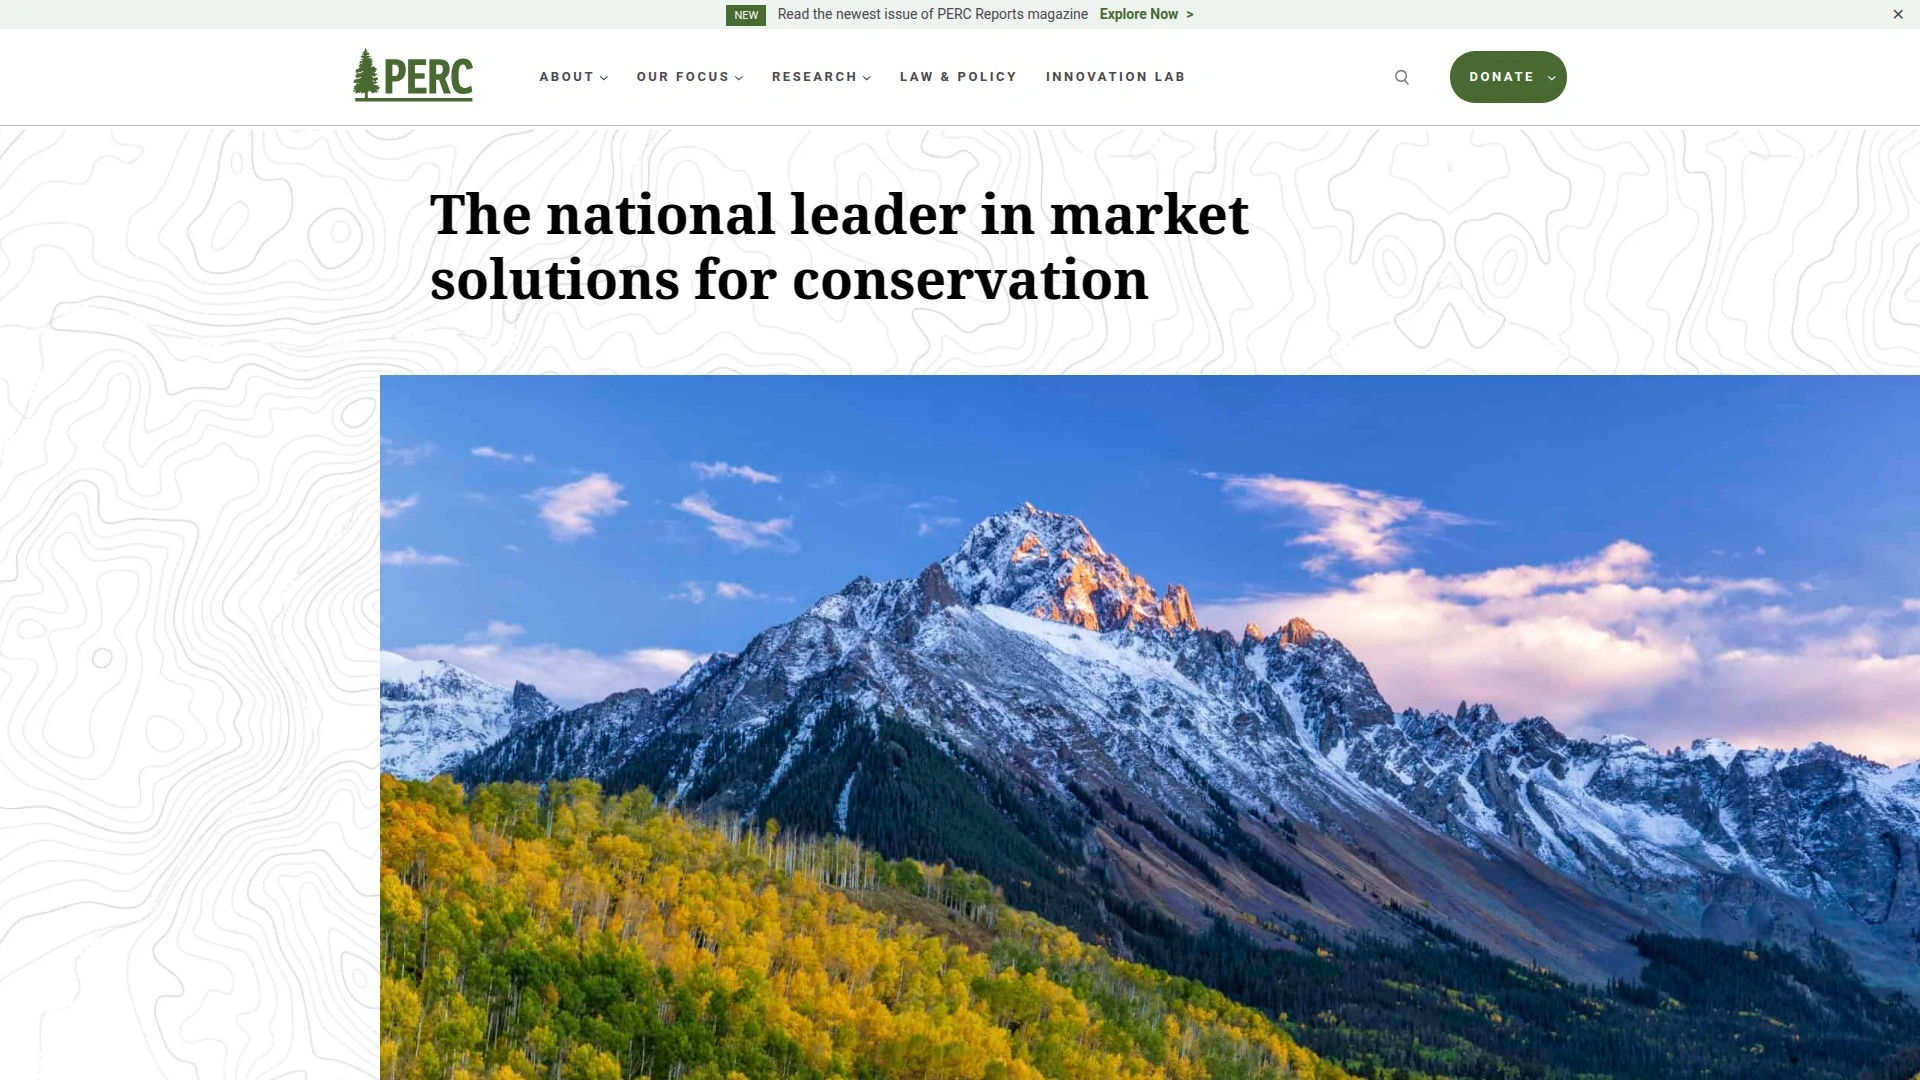 NEW Read the newest issue of PERC Reports magazine Explore Now >
PERC
ABOUT OUR FOCUS RESEARCH LAW & POLICY INNOVATION LAB DONATE
The national leader in market
solutions for conservation